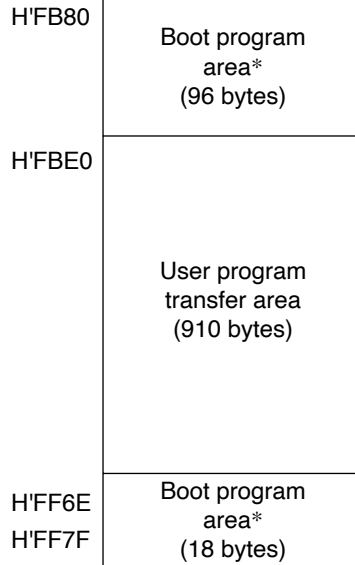 H'FB80
Boot program
area*
(96 bytes)
H'FBE0
User program
transfer area
(910 bytes)
H'FF6E
Boot program
area*
H'FF7F
(18 bytes)